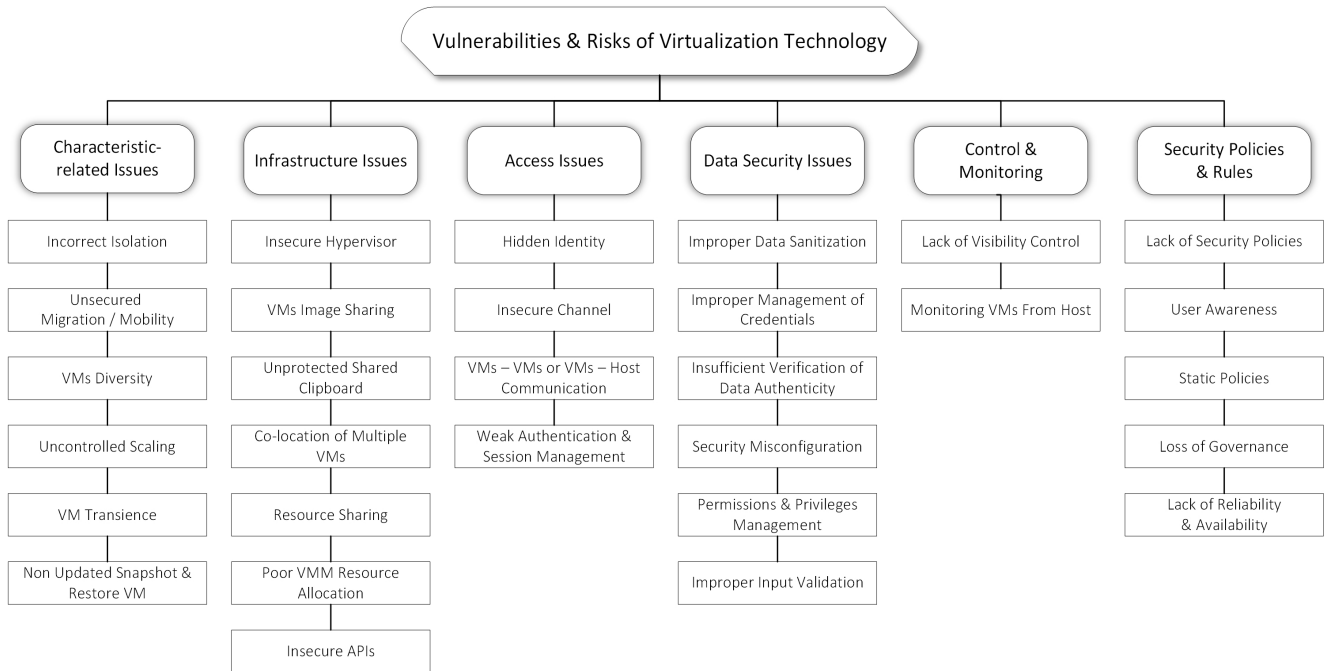 Vulnerabilities & Risks of Virtualization Technology
Characteristic-
related Issues
Incorrect Isolation
Unsecured
Migration / Mobility
VMs Diversity
Uncontrolled Scaling
VM Transience
Non Updated Snapshot &
Restore VM
Infrastructure Issues
Insecure Hypervisor
VMs Image Sharing
Unprotected Shared
Clipboard
Co-location of Multiple
VMs
Resource Sharing
Poor VMM Resource
Allocation
Insecure APIs
Access Issues
Hidden Identity
Insecure Channel
VMs – VMs or VMs – Host
Communication
Weak Authentication &
Session Management
Data Security Issues
Improper Data Sanitization
Improper Management of
Credentials
Insufficient Verification of
Data Authenticity
Security Misconfiguration
Permissions & Privileges
Management
Improper Input Validation
Control &
Monitoring
Lack of Visibility Control
Monitoring VMs From Host
Security Policies
& Rules
Lack of Security Policies
User Awareness
Static Policies
Loss of Governance
Lack of Reliability
& Availability